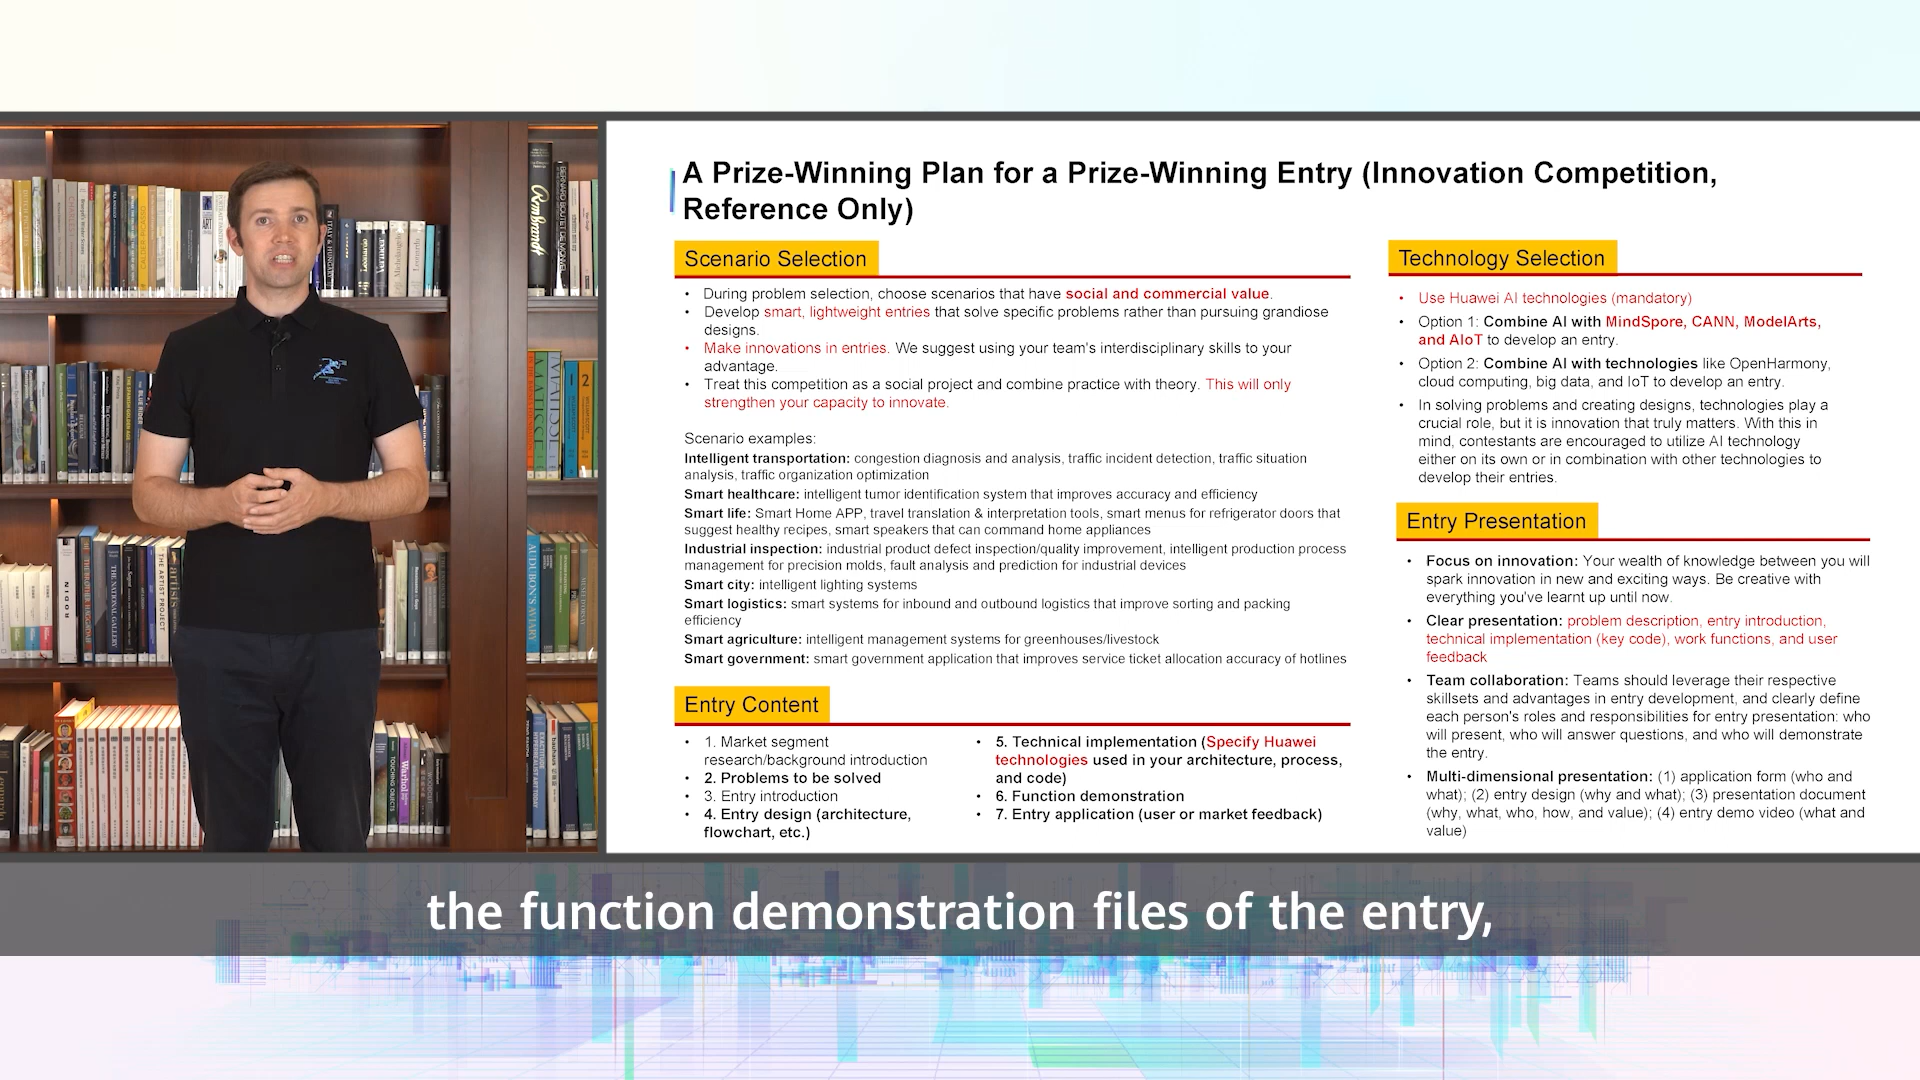 A Prize-Winning Plan for a Prize-Winning Entry (Innovation Competition,
Reference Only)
Scenario Selection
• During problem selection, choose scenarios that have social and commercial value.
• Develop smart, lightweight entries that solve specific problems rather than pursuing grandiose
designs.
• Make innovations in entries. We suggest using your team's interdisciplinary skills to your
advantage.
• Treat this competition as a social project and combine practice with theory. This will only
strengthen your capacity to innovate.
Scenario examples:
Intelligent transportation: congestion diagnosis and analysis, traffic incident detection, traffic situation
analysis, traffic organization optimization
Smart healthcare: intelligent tumor identification system that improves accuracy and efficiency
Smart life: Smart Home APP, travel translation & interpretation tools, smart menus for refrigerator doors that
suggest healthy recipes, smart speakers that can command home appliances
Industrial inspection: industrial product defect inspection/quality improvement, intelligent production process
management for precision molds, fault analysis and prediction for industrial devices
Smart city: intelligent lighting systems
Smart logistics: smart systems for inbound and outbound logistics that improve sorting and packing
efficiency
Smart agriculture: intelligent management systems for greenhouses/livestock
Smart government: smart government application that improves service ticket allocation accuracy of hotlines
Entry Content
• 1. Market segment
research/background introduction
• 2. Problems to be solved
• 3. Entry introduction
• 4. Entry design (architecture,
flowchart, etc.)
• 5. Technical implementation (Specify Huawei
technologies used in your architecture, process,
and code)
• 6. Function demonstration
• 7. Entry application (user or market feedback)
Technology Selection
• Use Huawei AI technologies (mandatory)
• Option 1: Combine AI with MindSpore, CANN, ModelArts,
and AIoT to develop an entry.
• Option 2: Combine AI with technologies like OpenHarmony,
cloud computing, big data, and IoT to develop an entry.
• In solving problems and creating designs, technologies play a
crucial role, but it is innovation that truly matters. With this in
mind, contestants are encouraged to utilize AI technology
either on its own or in combination with other technologies to
develop their entries.
Entry Presentation
• Focus on innovation: Your wealth of knowledge between you will
spark innovation in new and exciting ways. Be creative with
everything you've learnt up until now.
• Clear presentation: problem description, entry introduction,
technical implementation (key code), work functions, and user
feedback
• Team collaboration: Teams should leverage their respective
skillsets and advantages in entry development, and clearly define
each person's roles and responsibilities for entry presentation: who
will present, who will answer questions, and who will demonstrate
the entry.
• Multi-dimensional presentation: (1) application form (who and
what); (2) entry design (why and what); (3) presentation document
(why, what, who, how, and value); (4) entry demo video (what and
value)
Rembrandt
MATISSE
1
2
RODIN
THE NATIONAL GALLERY
THE ARTIST PROJECT
AUDUBON'S AVIARY
Warhol
the function demonstration files of the entry,